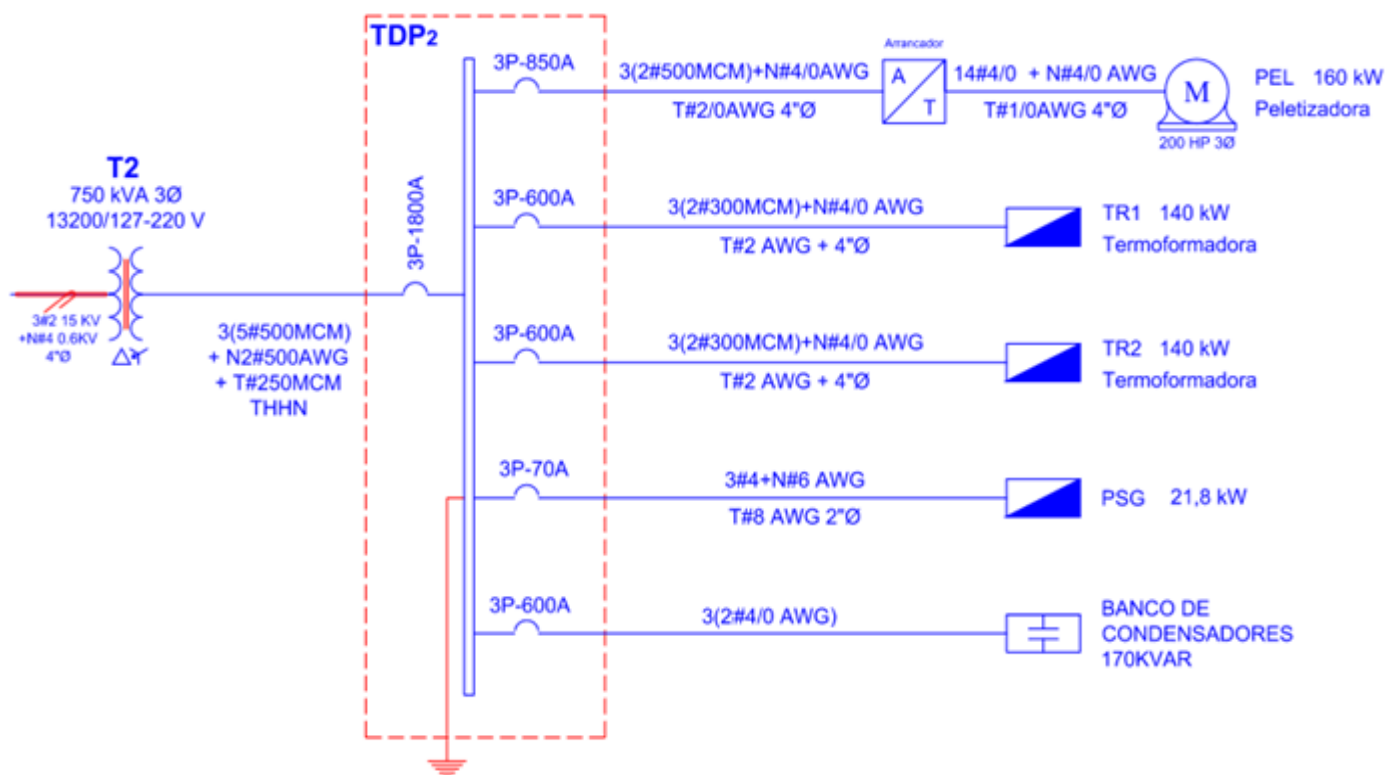 TDP2
T2
750 kVA 3Ø
13200/127-220 V
3#2 15 KV
+N#4 0.6KV
4"Ø
3(5#500MCM)
+ N2#500AWG
+ T#250MCM
THHN
3P-1800A
3P-850A
3(2#500MCM)+N#4/0AWG
T#2/0AWG 4"Ø
Arrancador
A
T
14#4/0 + N#4/0 AWG
T#1/0AWG 4"Ø
M
200 HP 3Ø
PEL 160 kW
Peletizadora
3P-600A
3(2#300MCM)+N#4/0 AWG
T#2 AWG + 4"Ø
TR1 140 kW
Termoformadora
3P-600A
3(2#300MCM)+N#4/0 AWG
T#2 AWG + 4"Ø
TR2 140 kW
Termoformadora
3P-70A
3#4+N#6 AWG
T#8 AWG 2"Ø
PSG 21,8 kW
3P-600A
3(2#4/0 AWG)
BANCO DE
CONDENSADORES
170KVAR